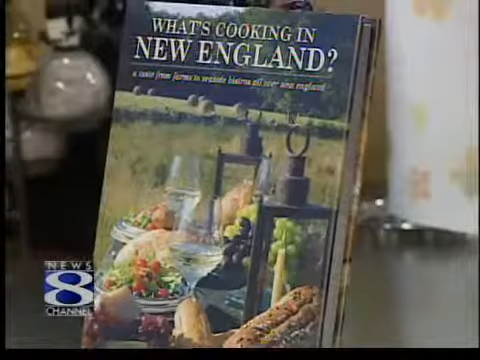 WHAT'S COOKING IN
NEW ENGLAND?
a taste from farms to seaside bistros all over new england
NEWS
8
CHANNEL